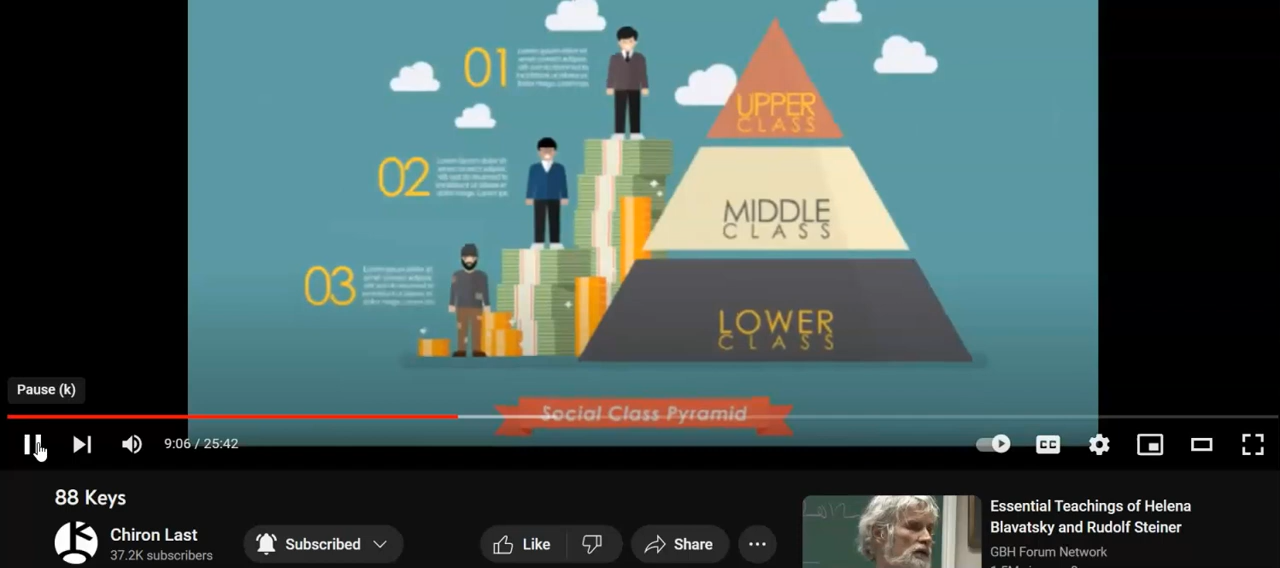 01
UPPER
CLASS
02
MIDDLE
CLASS
03
LOWER
CLASS
Pause (k)
Social Class Pyramid
9:06 / 25:42
CC
88 Keys
Chiron Last
37.2K subscribers
Subscribed
Like
Share
Essential Teachings of Helena
Blavatsky and Rudolf Steiner
GBH Forum Network